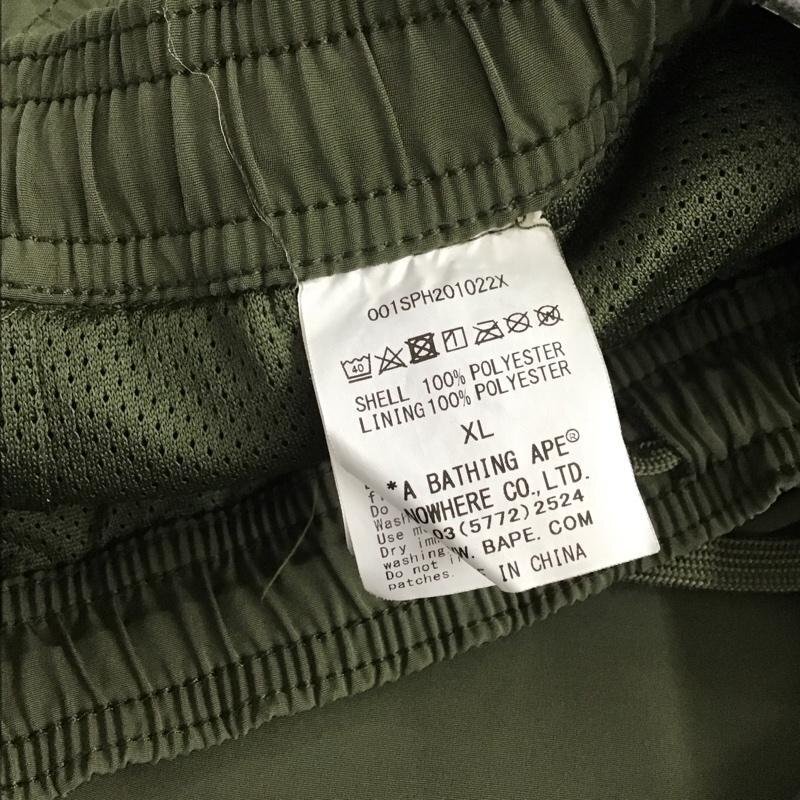 001SPH201022X
40
SHELL 100% POLYESTER
LINING 100% POLYESTER
XL
*A BATHING APE®
NOWHERE CO., LTD.
03(5772)2524
W. BAPE. COM
IN CHINA
Do
Wash
Use
Dry
washing
Do not
patches.